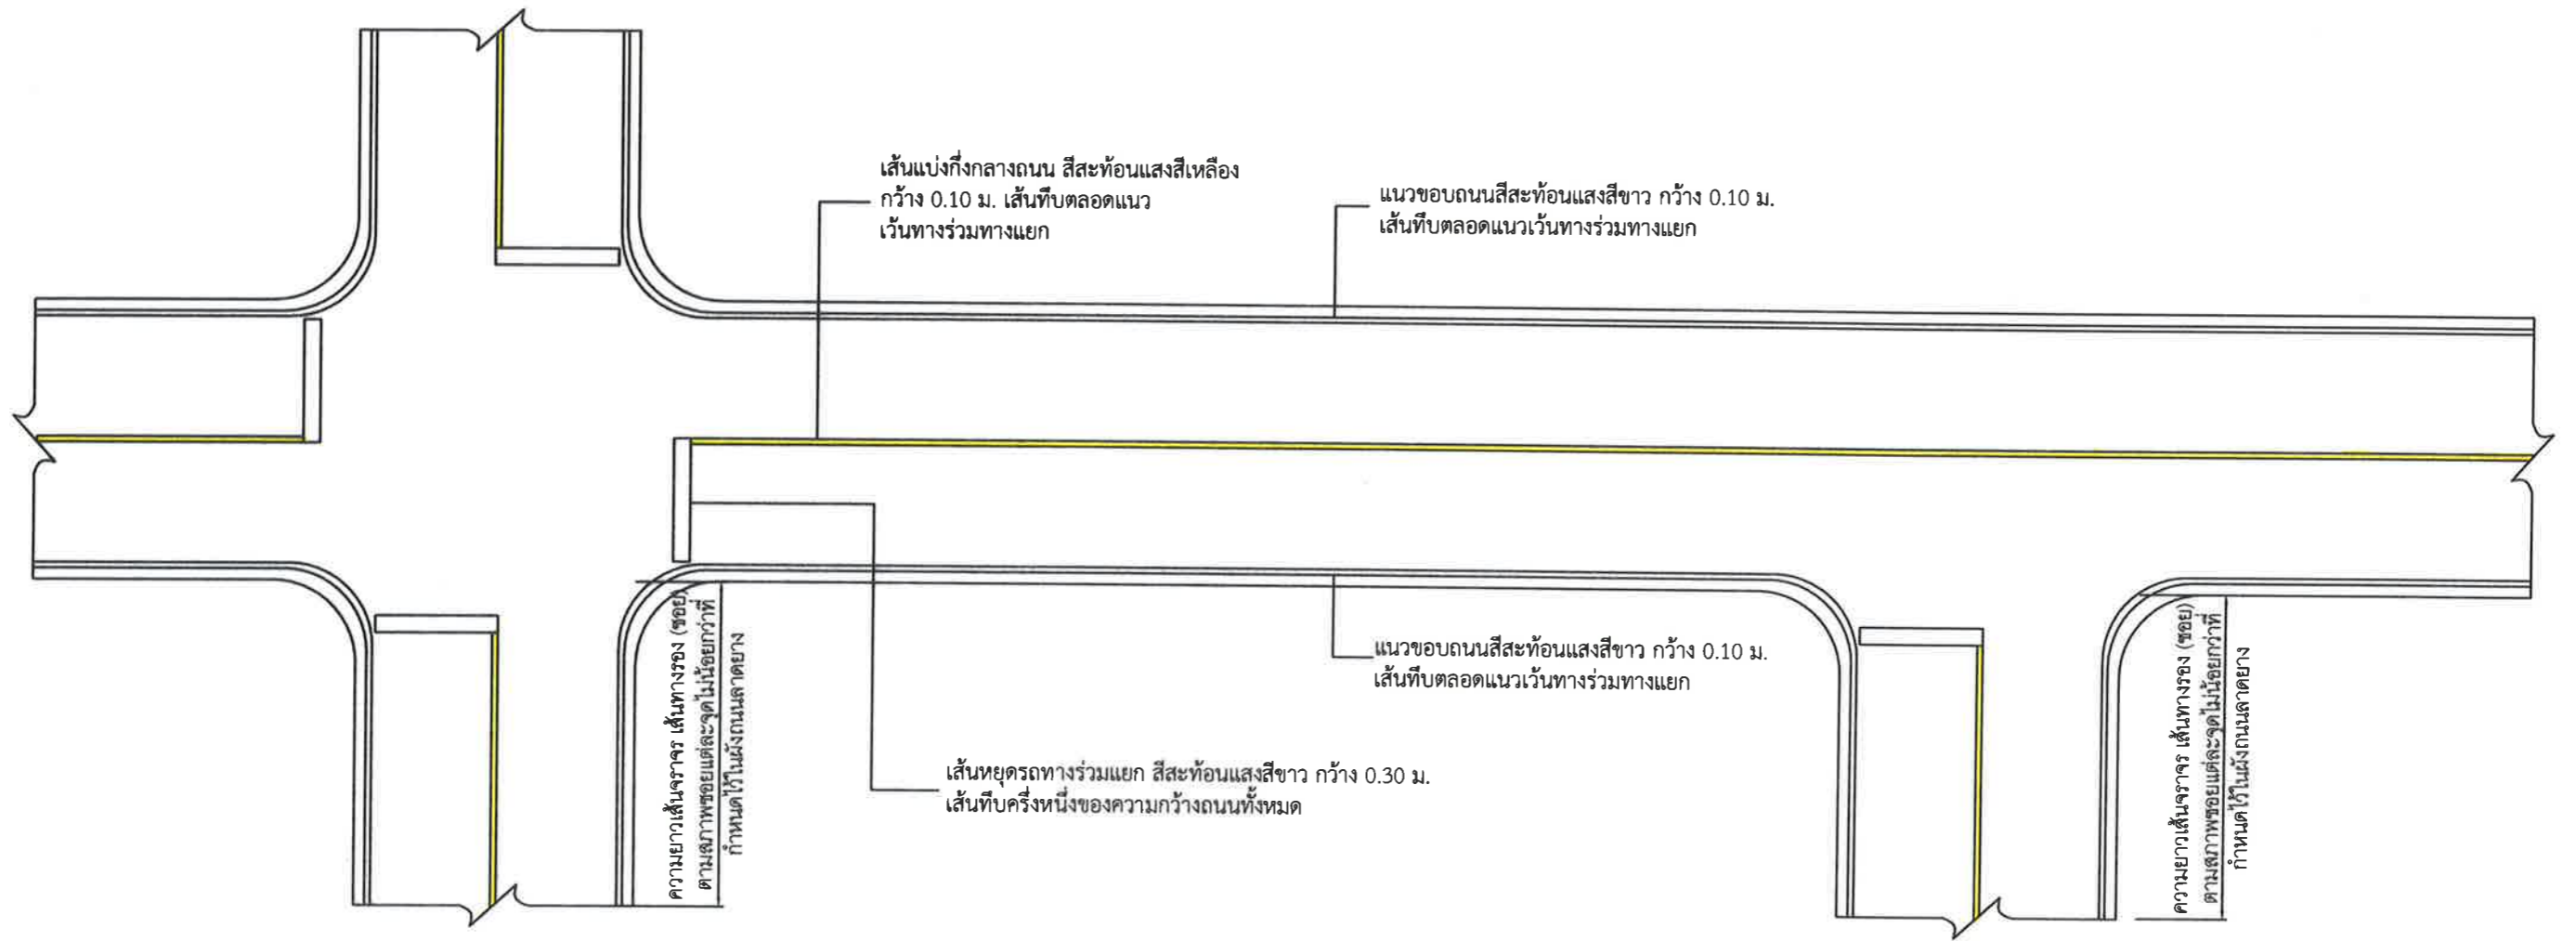 เส้นแบ่งกึ่งกลางถนน สีสะท้อนแสงสีเหลือง
กว้าง 0.10 ม. เส้นทึบตลอดแนว
เว้นทางร่วมทางแยก
แนวขอบถนนสีสะท้อนแสงสีขาว กว้าง 0.10 ม.
เส้นทึบตลอดแนวเว้นทางร่วมทางแยก
แนวขอบถนนสีสะท้อนแสงสีขาว กว้าง 0.10 ม.
เส้นทึบตลอดแนวเว้นทางร่วมทางแยก
เส้นหยุดรถทางร่วมแยก สีสะท้อนแสงสีขาว กว้าง 0.30 ม.
เส้นทึบครึ่งหนึ่งของความกว้างถนนทั้งหมด
ความยาวเส้นจราจร เส้นทางรอง (ซอย)
ตามสภาพซอยแต่ละจุดไม่น้อยกว่าที่
กำหนดไว้ในผังถนนลาดยาง
ความยาวเส้นจราจร เส้นทางรอง (ซอย)
ตามสภาพซอยแต่ละจุดไม่น้อยกว่าที่
กำหนดไว้ในผังถนนลาดยาง